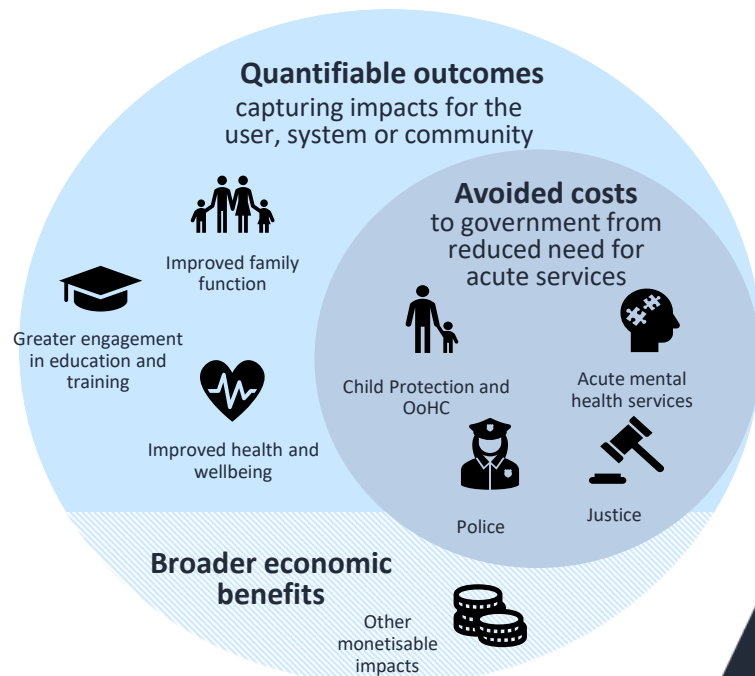 Quantifiable outcomes
capturing impacts for the
user, system or community
Avoided costs
to government from
reduced need for
acute services
Improved family
function
Greater engagement
in education and
training
Child Protection and
OoHC
Acute mental
health services
Improved health and
wellbeing
Police
Justice
Broader economic
benefits
Other
monetisable
impacts